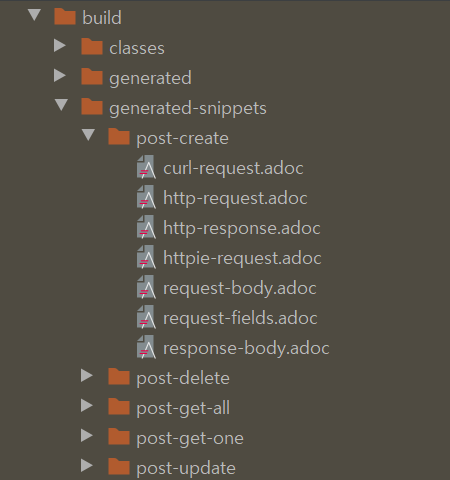 build
classes
generated
generated-snippets
post-create
curl-request.adoc
http-request.adoc
http-response.adoc
httpie-request.adoc
request-body.adoc
request-fields.adoc
response-body.adoc
post-delete
post-get-all
post-get-one
post-update